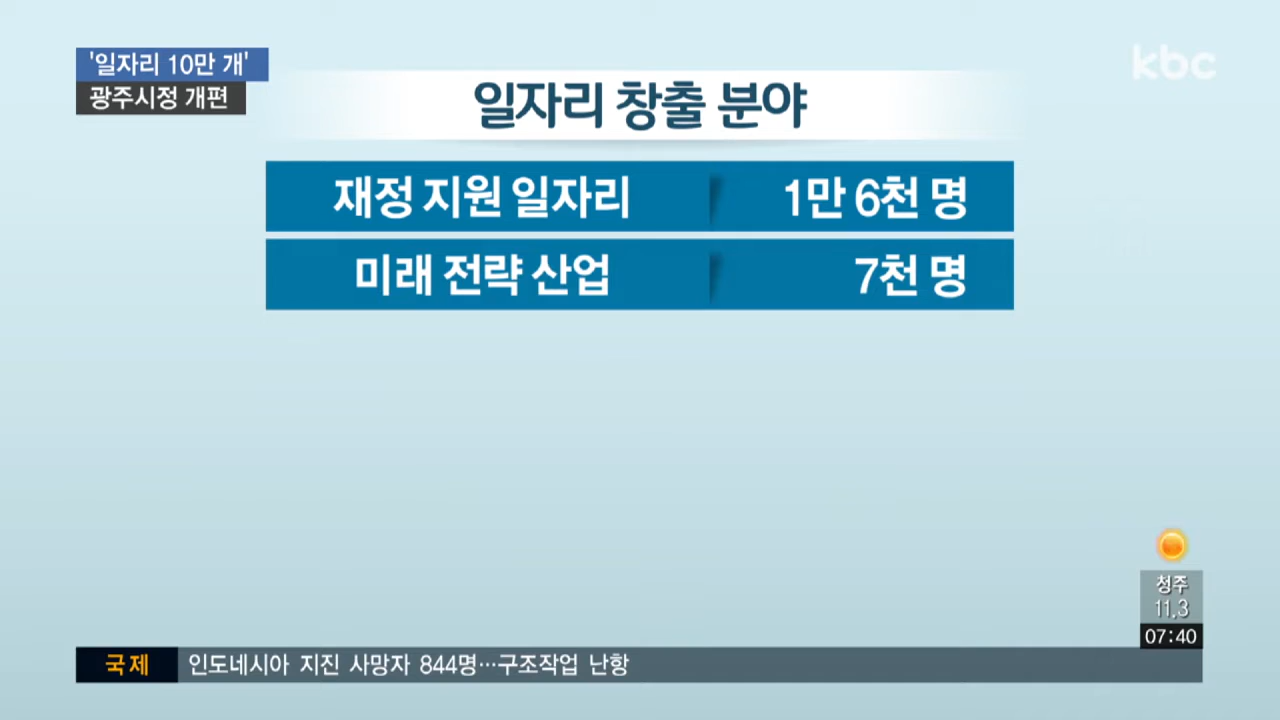 '일자리 10만 개'
광주시정 개편
kbc
일자리 창출 분야
재정 지원 일자리 1만 6천 명
미래 전략 산업 7천 명
청주
11.3
07:40
국제 인도네시아 지진 사망자 844명…구조작업 난항